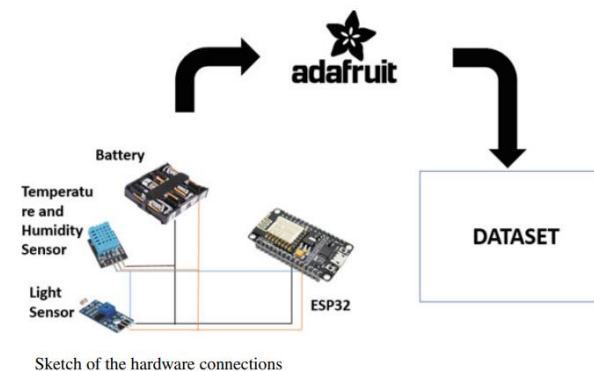 adafruit
Battery
Temperatu
re and
Humidity
Sensor
Light
Sensor
ESP32
DATASET
Sketch of the hardware connections